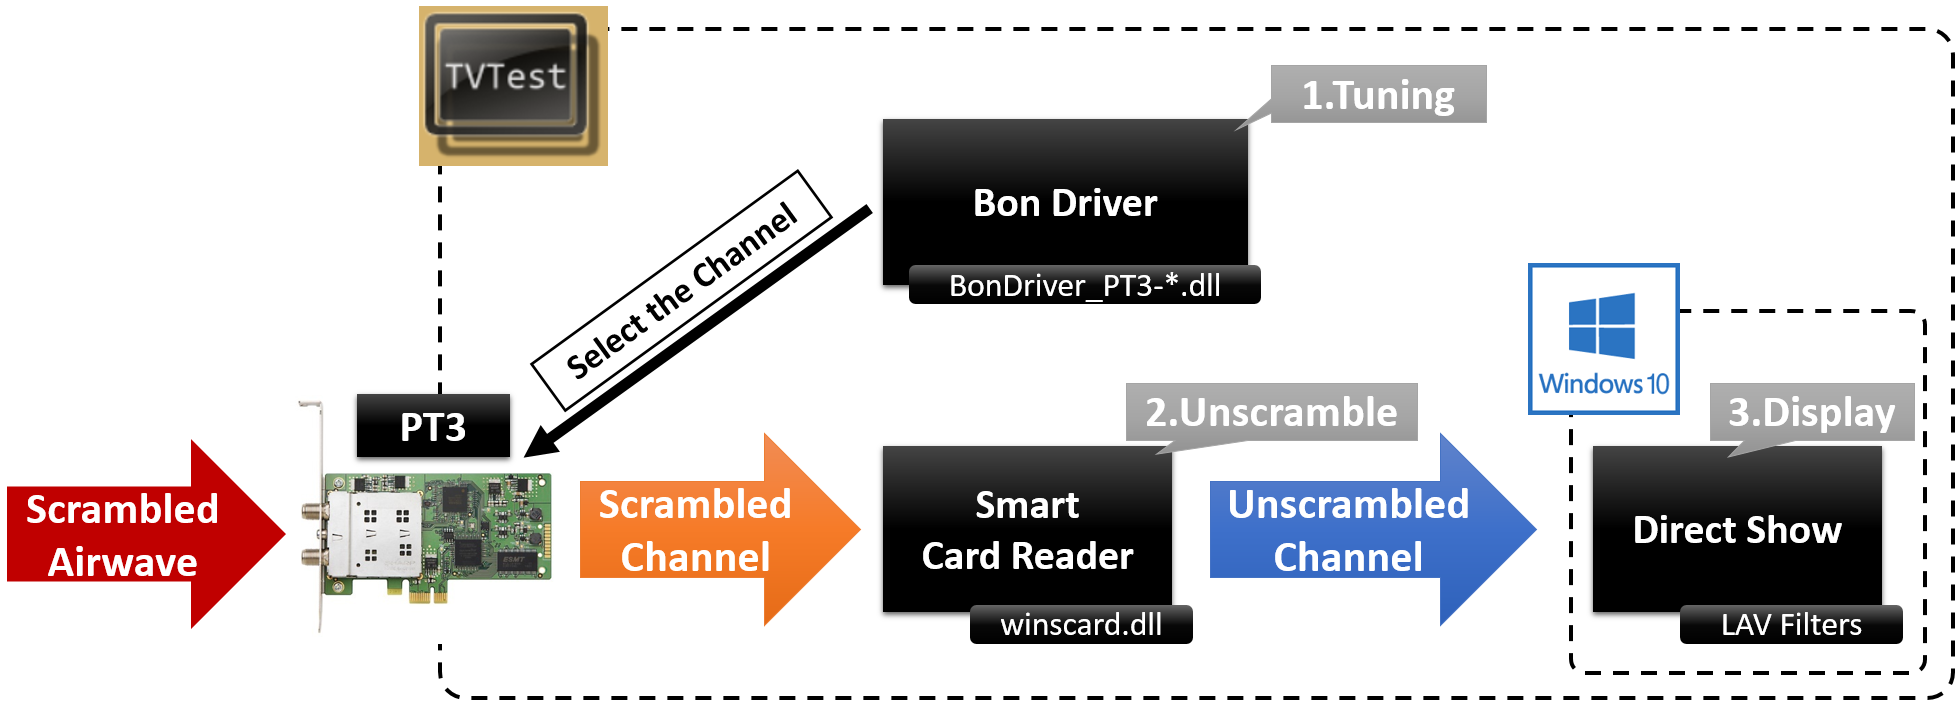 TVTest
1.Tuning
Bon Driver
BonDriver_PT3-*.dll
Select the Channel
Windows 10
PT3
2.Unscramble
3.Display
Scrambled
Airwave
Scrambled
Channel
Smart
Card Reader
winscard.dll
Unscrambled
Channel
Direct Show
LAV Filters